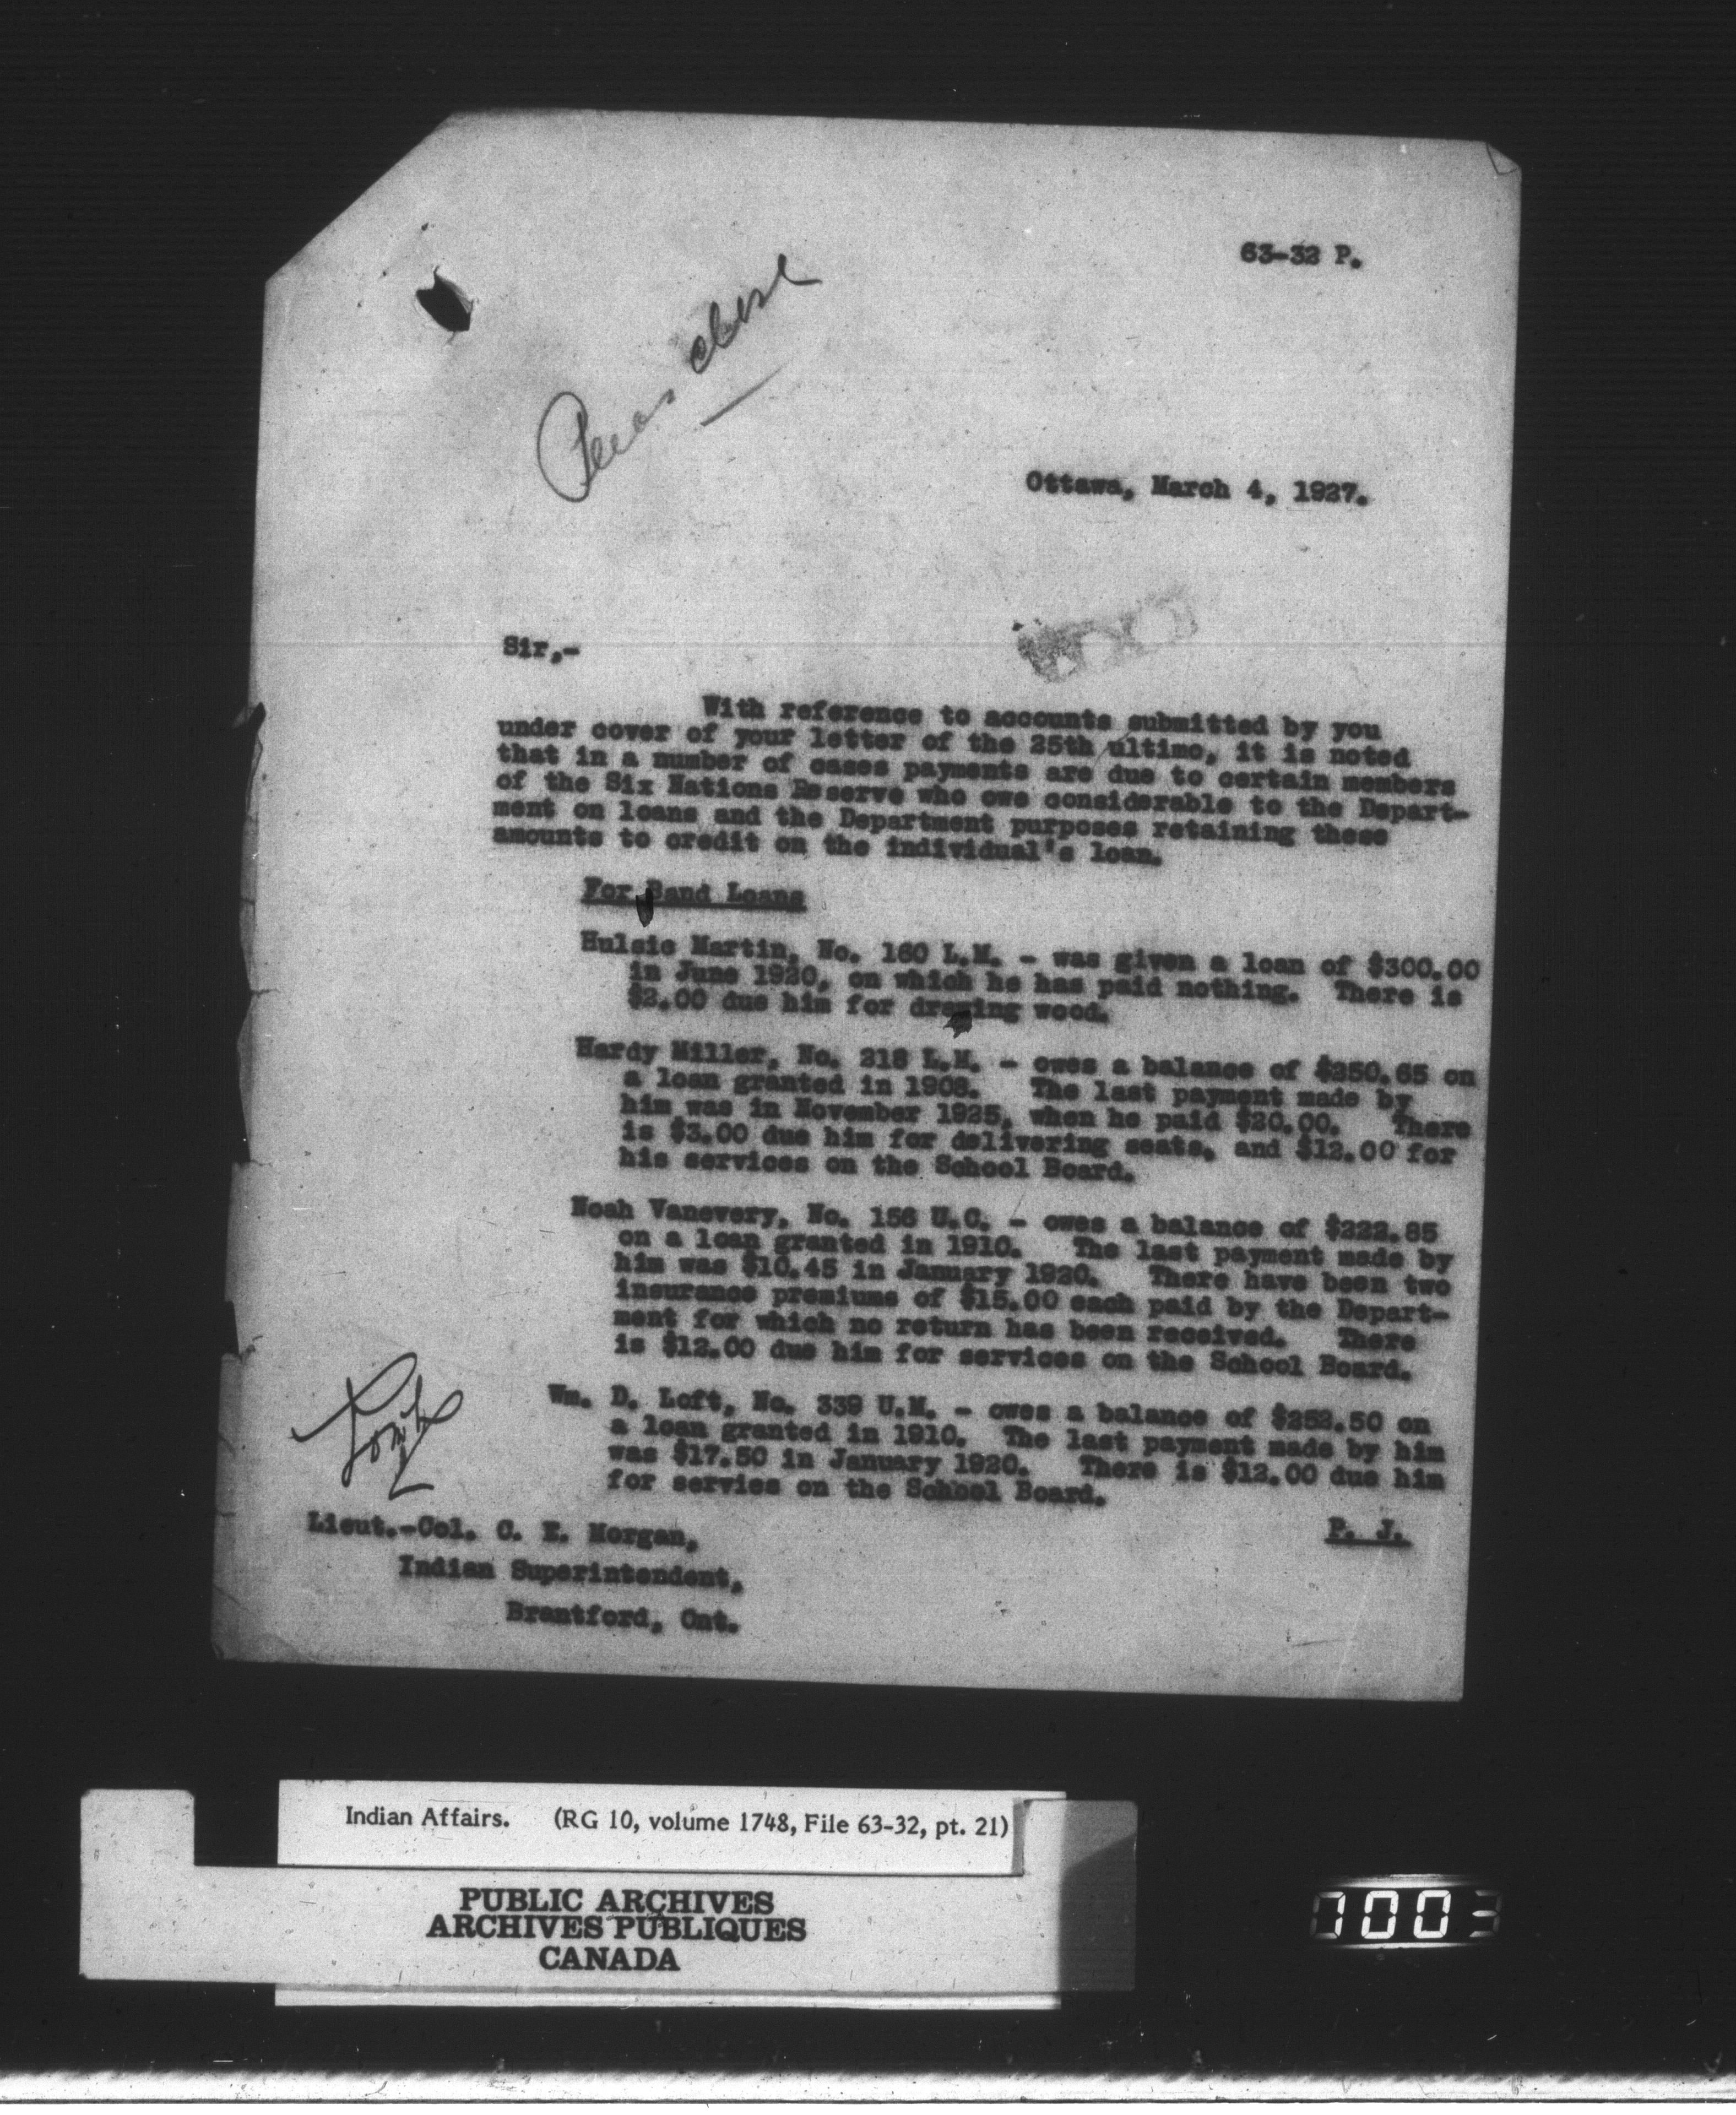 63-32 P.
Ottawa, March 4, 1927.
Sir,-
With reference to accounts submitted by you
under cover of your letter of the 25th ultimo, it is noted
that in a number of cases payments are due to certain members
of the Six Nations Reserve who owe considerable to the Depart-
ment on loans and the Department purposes retaining these
amounts to credit on the individual's loan.
For Band Loans
Hulsie Martin, No. 160 L.M. - was given a loan of $300.00
in June 1920, on which he has paid nothing. There is
$2.00 due him for drawing wood.
Hardy Miller, No. 218 L.M. - owes a balance of $250.65 on
a loan granted in 1908. The last payment made by
him was in November 1925, when he paid $20.00. There
is $3.00 due him for delivering seats, and $12.00 for
his services on the School Board.
Noah Vanevery, No. 156 U.C. - owes a balance of $222.85
on a loan granted in 1910. The last payment made by
him was $10.45 in January 1920. There have been two
insurance premiums of $15.00 each paid by the Depart-
ment for which no return has been received. There
is $12.00 due him for services on the School Board.
Wm. D. Loft, No. 339 U.M. - owes a balance of $252.50 on
a loan granted in 1910. The last payment made by him
was $17.50 in January 1920. There is $12.00 due him
for service on the School Board.
P. J.
Lieut.-Col. C. E. Morgan,
Indian Superintendent,
Brantford, Ont.
Indian Affairs. (RG 10, volume 1748, File 63-32, pt. 21)
PUBLIC ARCHIVES
ARCHIVES PUBLIQUES
CANADA